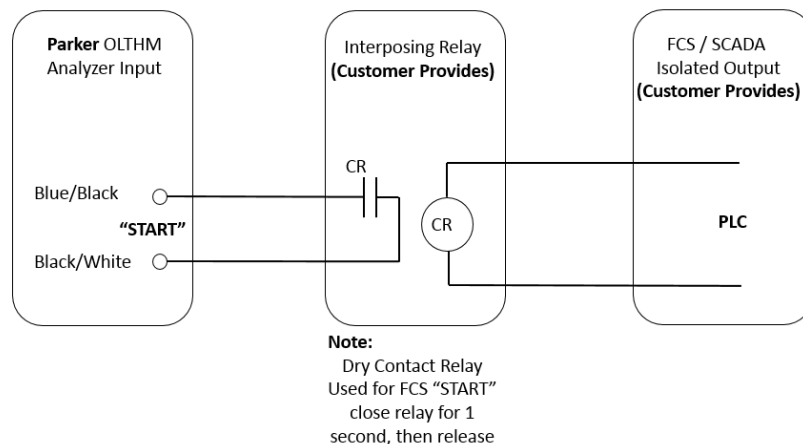 Parker OLTHM
Analyzer Input
Interposing Relay
(Customer Provides)
FCS / SCADA
Isolated Output
(Customer Provides)
Blue/Black
"START"
Black/White
CR
CR
PLC
Note:
Dry Contact Relay
Used for FCS “START”
close relay for 1
second, then release